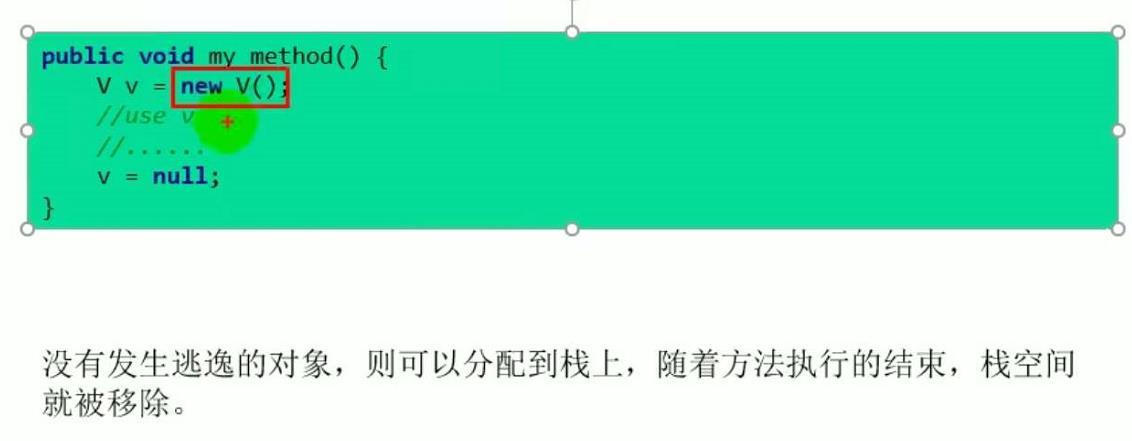 public void my_method() {
V v = new V();
//use v
//......
v = null;
}
没有发生逃逸的对象，则可以分配到栈上，随着方法执行的结束，栈空间
就被移除。